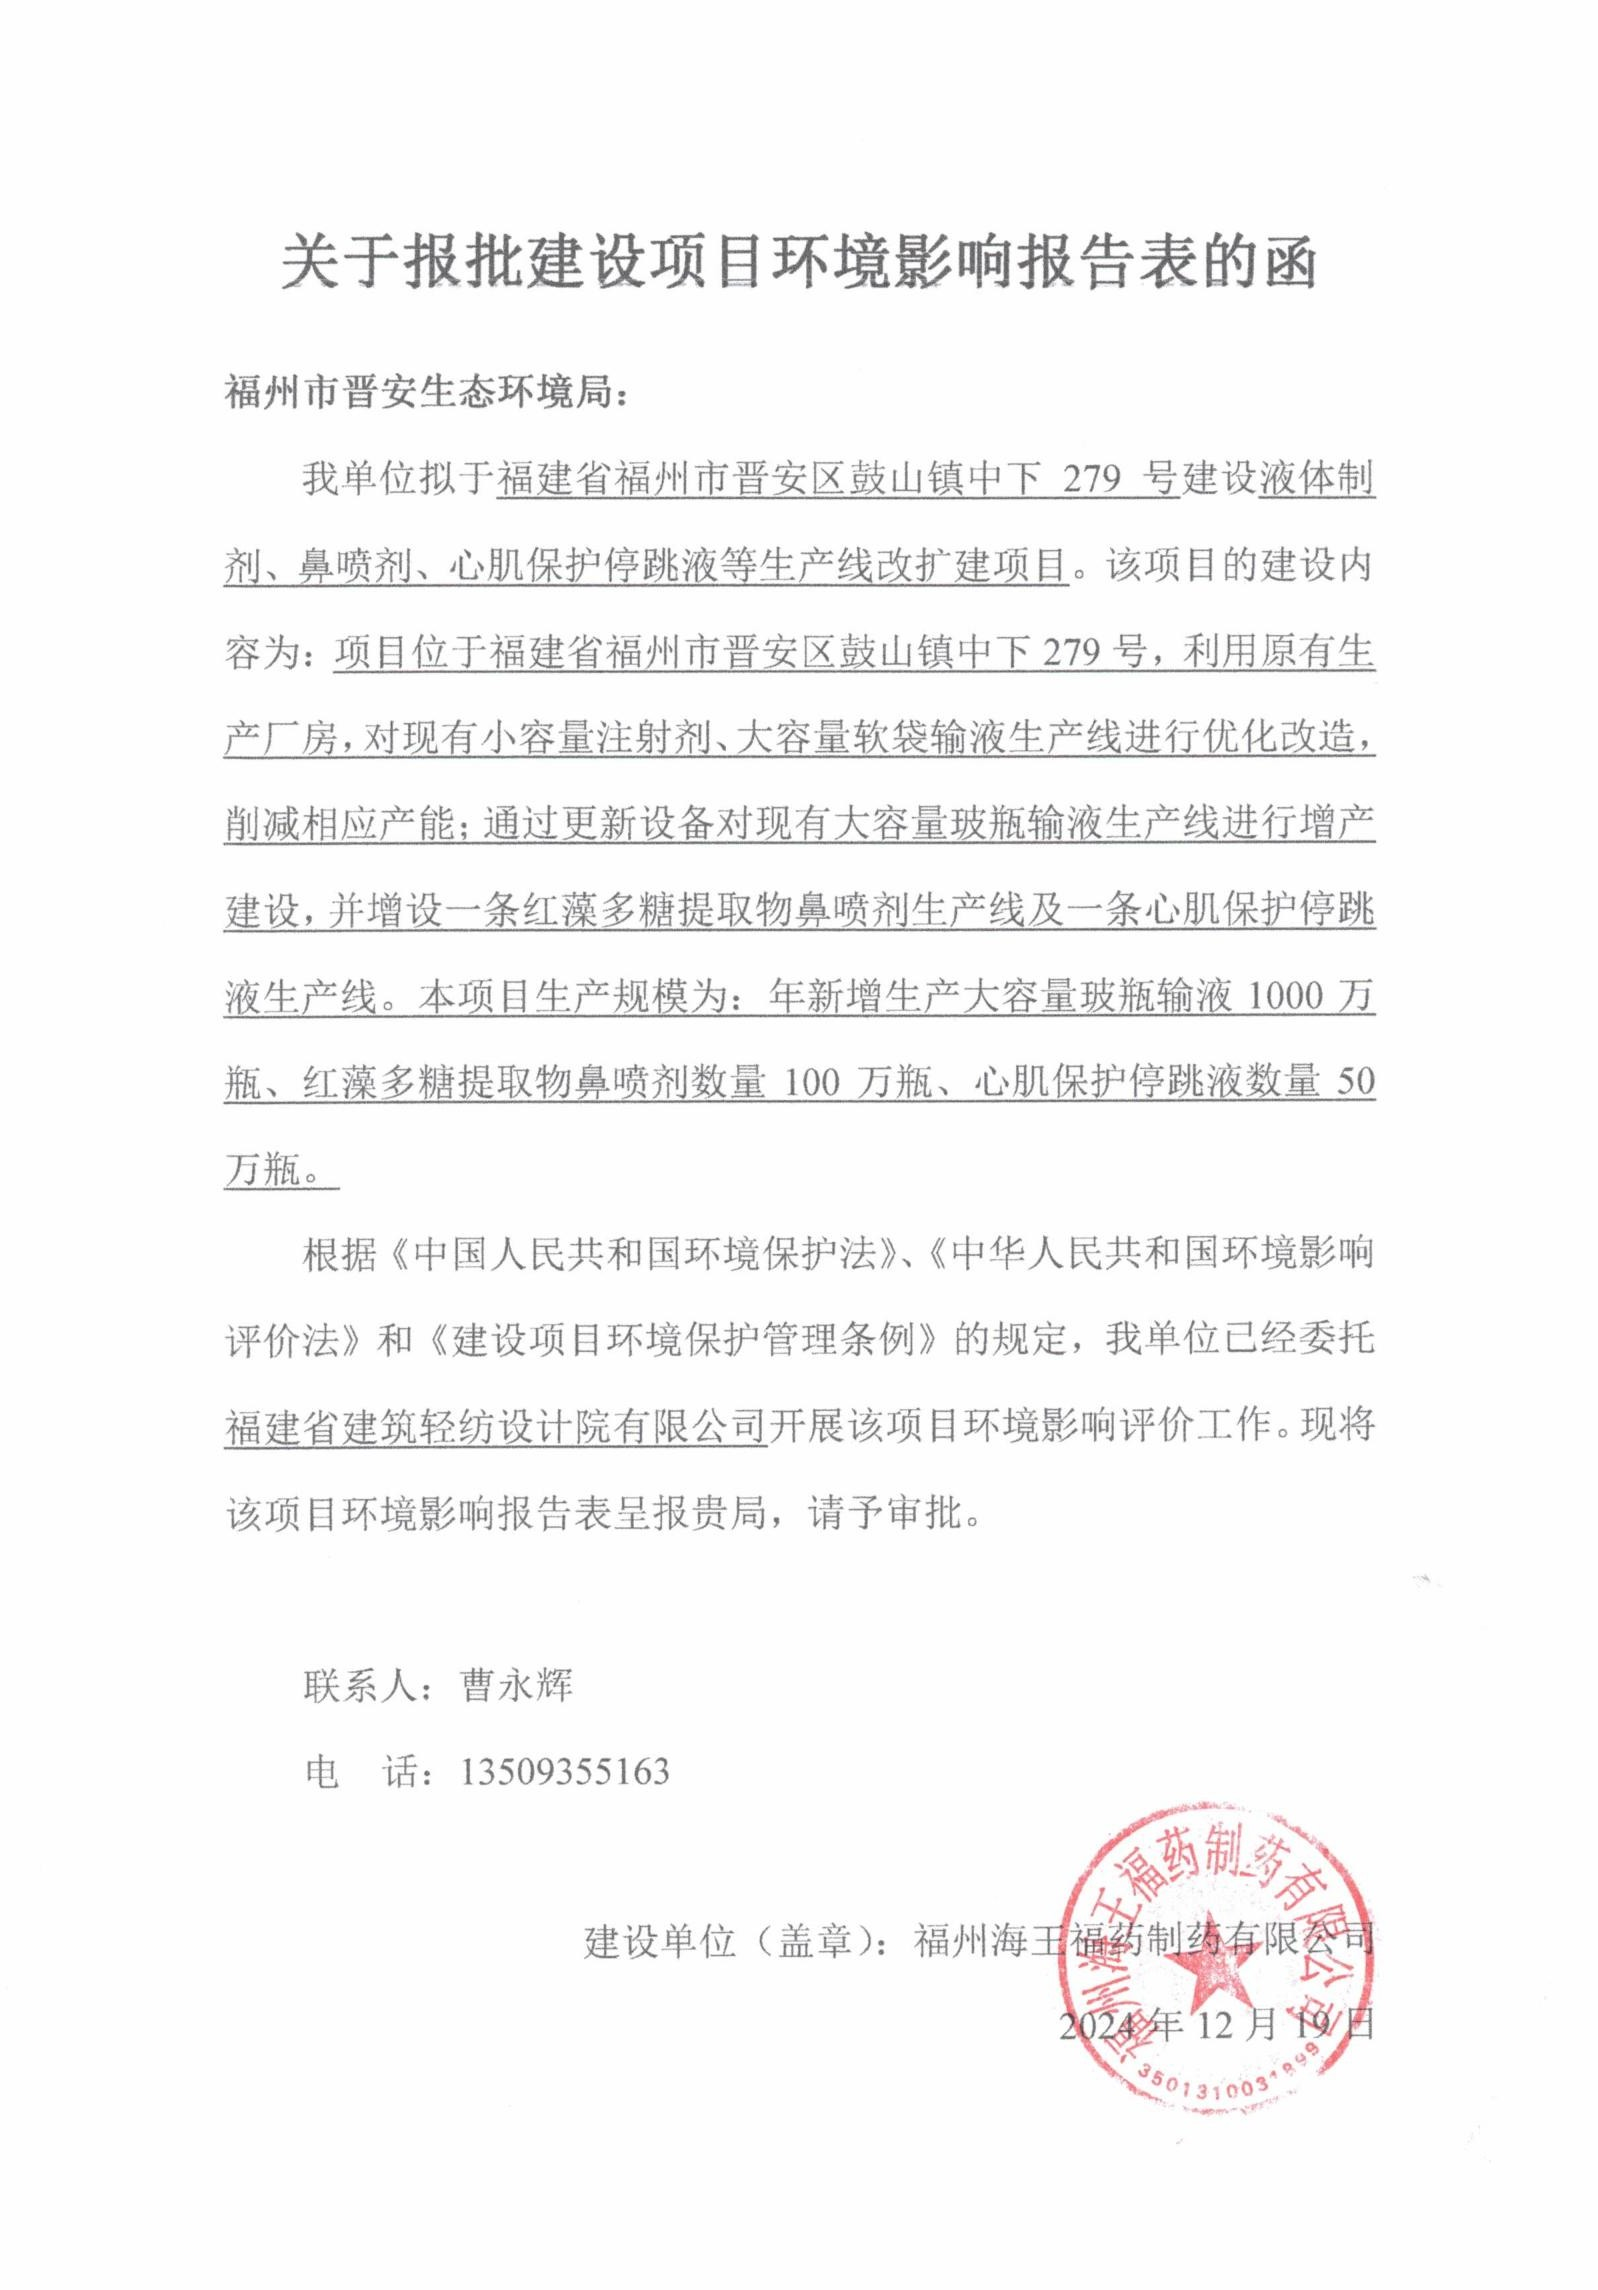 关于报批建设项目环境影响报告表的函
福州市晋安生态环境局：
我单位拟于福建省福州市晋安区鼓山镇中下 279 号建设液体制
剂、鼻喷剂、心肌保护停跳液等生产线改扩建项目。该项目的建设内
容为：项目位于福建省福州市晋安区鼓山镇中下 279 号，利用原有生
产厂房，对现有小容量注射剂、大容量软袋输液生产线进行优化改造，
削减相应产能；通过更新设备对现有大容量玻瓶输液生产线进行增产
建设，并增设一条红藻多糖提取物鼻喷剂生产线及一条心肌保护停跳
液生产线。本项目生产规模为：年新增生产大容量玻瓶输液 1000 万
瓶、红藻多糖提取物鼻喷剂数量 100 万瓶、心肌保护停跳液数量 50
万瓶。
根据《中国人民共和国环境保护法》、《中华人民共和国环境影响
评价法》和《建设项目环境保护管理条例》的规定，我单位已经委托
福建省建筑轻纺设计院有限公司开展该项目环境影响评价工作。现将
该项目环境影响报告表呈报贵局，请予审批。
联系人：曹永辉
电 话：13509355163
建设单位（盖章）：福州海王福药制药有限公司
2024 年 12 月 19 日
福州海王福药制药有限公司